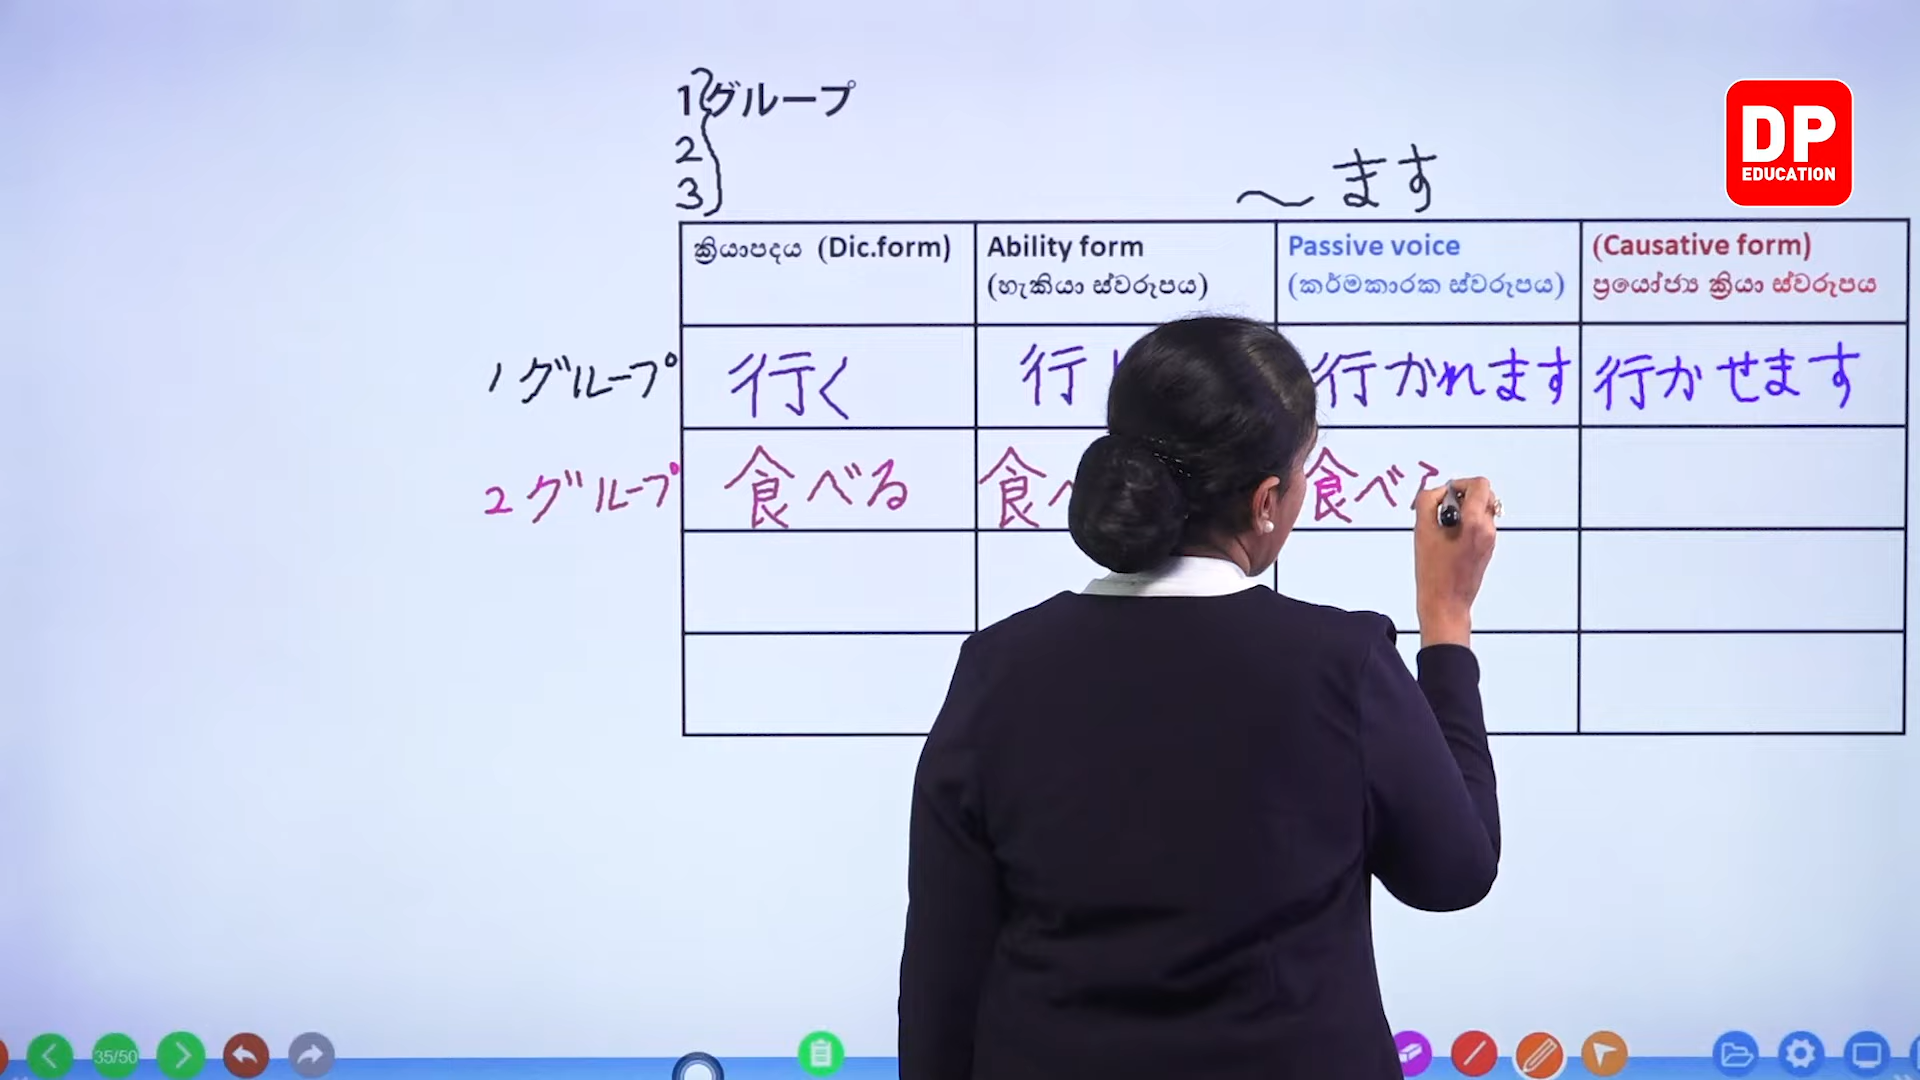 1 グループ
2
3
～ます
DP
EDUCATION
ක්‍රියාපදය (Dic.form)
Ability form
(හැකියා ස්වරූපය)
Passive voice
(කර්මකාරක ස්වරූපය)
(Causative form)
ප්‍රයෝජ්‍ය ක්‍රියා ස්වරූපය
1グループ 行く 行 行かれます 行かせます
2グループ 食べる 食べ 食べ
35/50